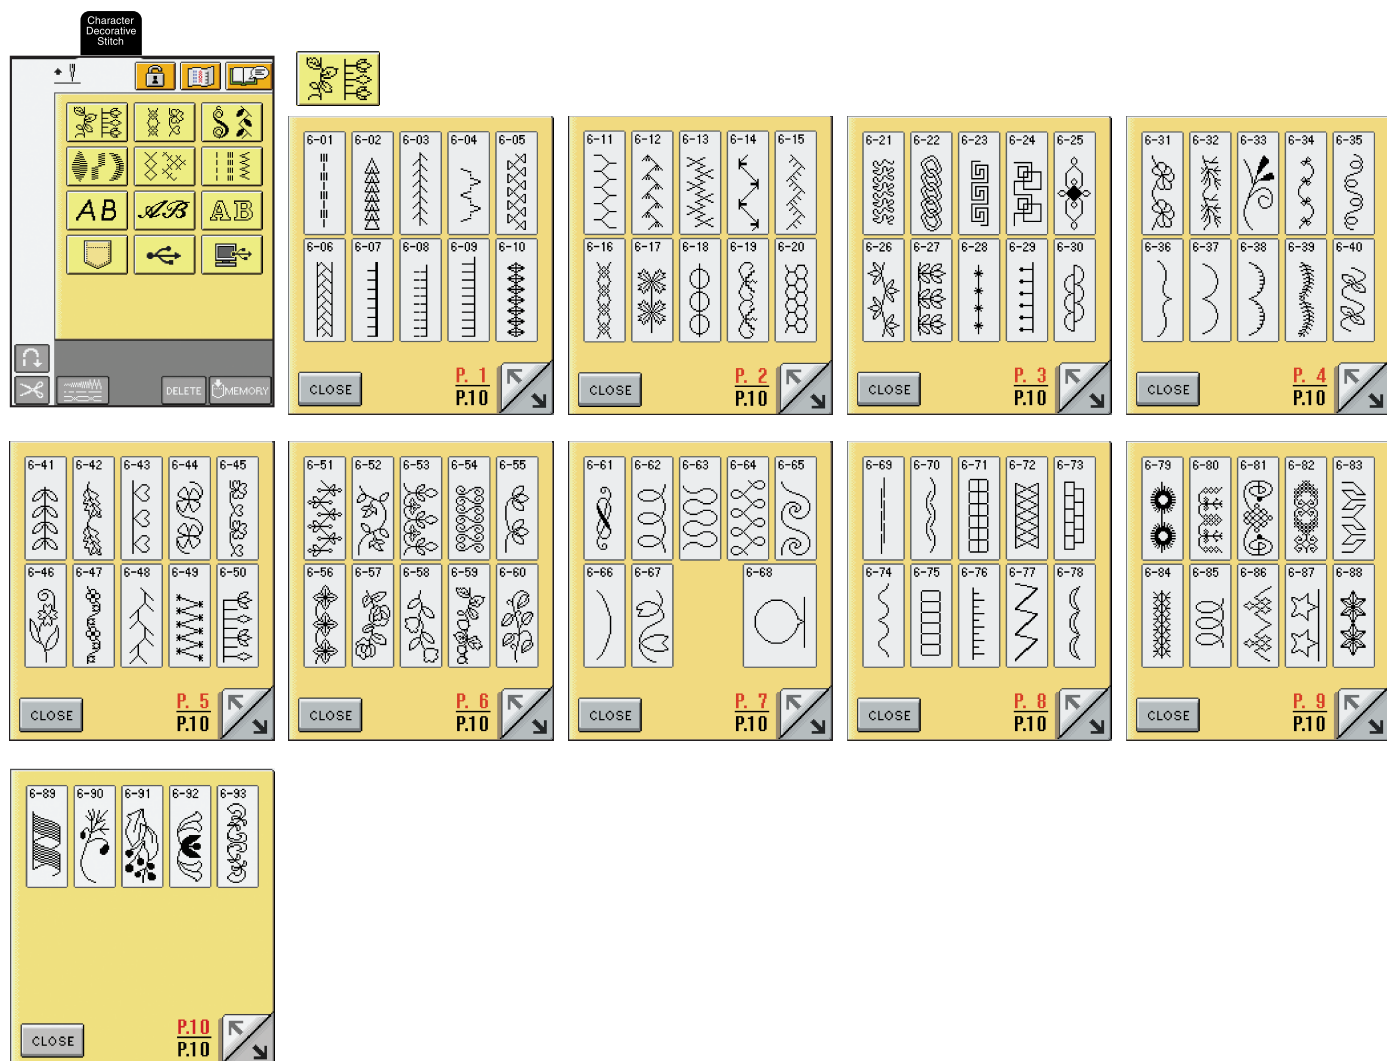 Character
Decorative
Stitch
AB AB AB
DELETE MEMORY
6-01 6-02 6-03 6-04 6-05
6-06 6-07 6-08 6-09 6-10
CLOSE P. 1
P.10
6-11 6-12 6-13 6-14 6-15
6-16 6-17 6-18 6-19 6-20
CLOSE P. 2
P.10
6-21 6-22 6-23 6-24 6-25
6-26 6-27 6-28 6-29 6-30
CLOSE P. 3
P.10
6-31 6-32 6-33 6-34 6-35
6-36 6-37 6-38 6-39 6-40
CLOSE P. 4
P.10
6-41 6-42 6-43 6-44 6-45
6-46 6-47 6-48 6-49 6-50
CLOSE P. 5
P.10
6-51 6-52 6-53 6-54 6-55
6-56 6-57 6-58 6-59 6-60
CLOSE P. 6
P.10
6-61 6-62 6-63 6-64 6-65
6-66 6-67 6-68
CLOSE P. 7
P.10
6-69 6-70 6-71 6-72 6-73
6-74 6-75 6-76 6-77 6-78
CLOSE P. 8
P.10
6-79 6-80 6-81 6-82 6-83
6-84 6-85 6-86 6-87 6-88
CLOSE P. 9
P.10
6-89 6-90 6-91 6-92 6-93
CLOSE P.10
P.10